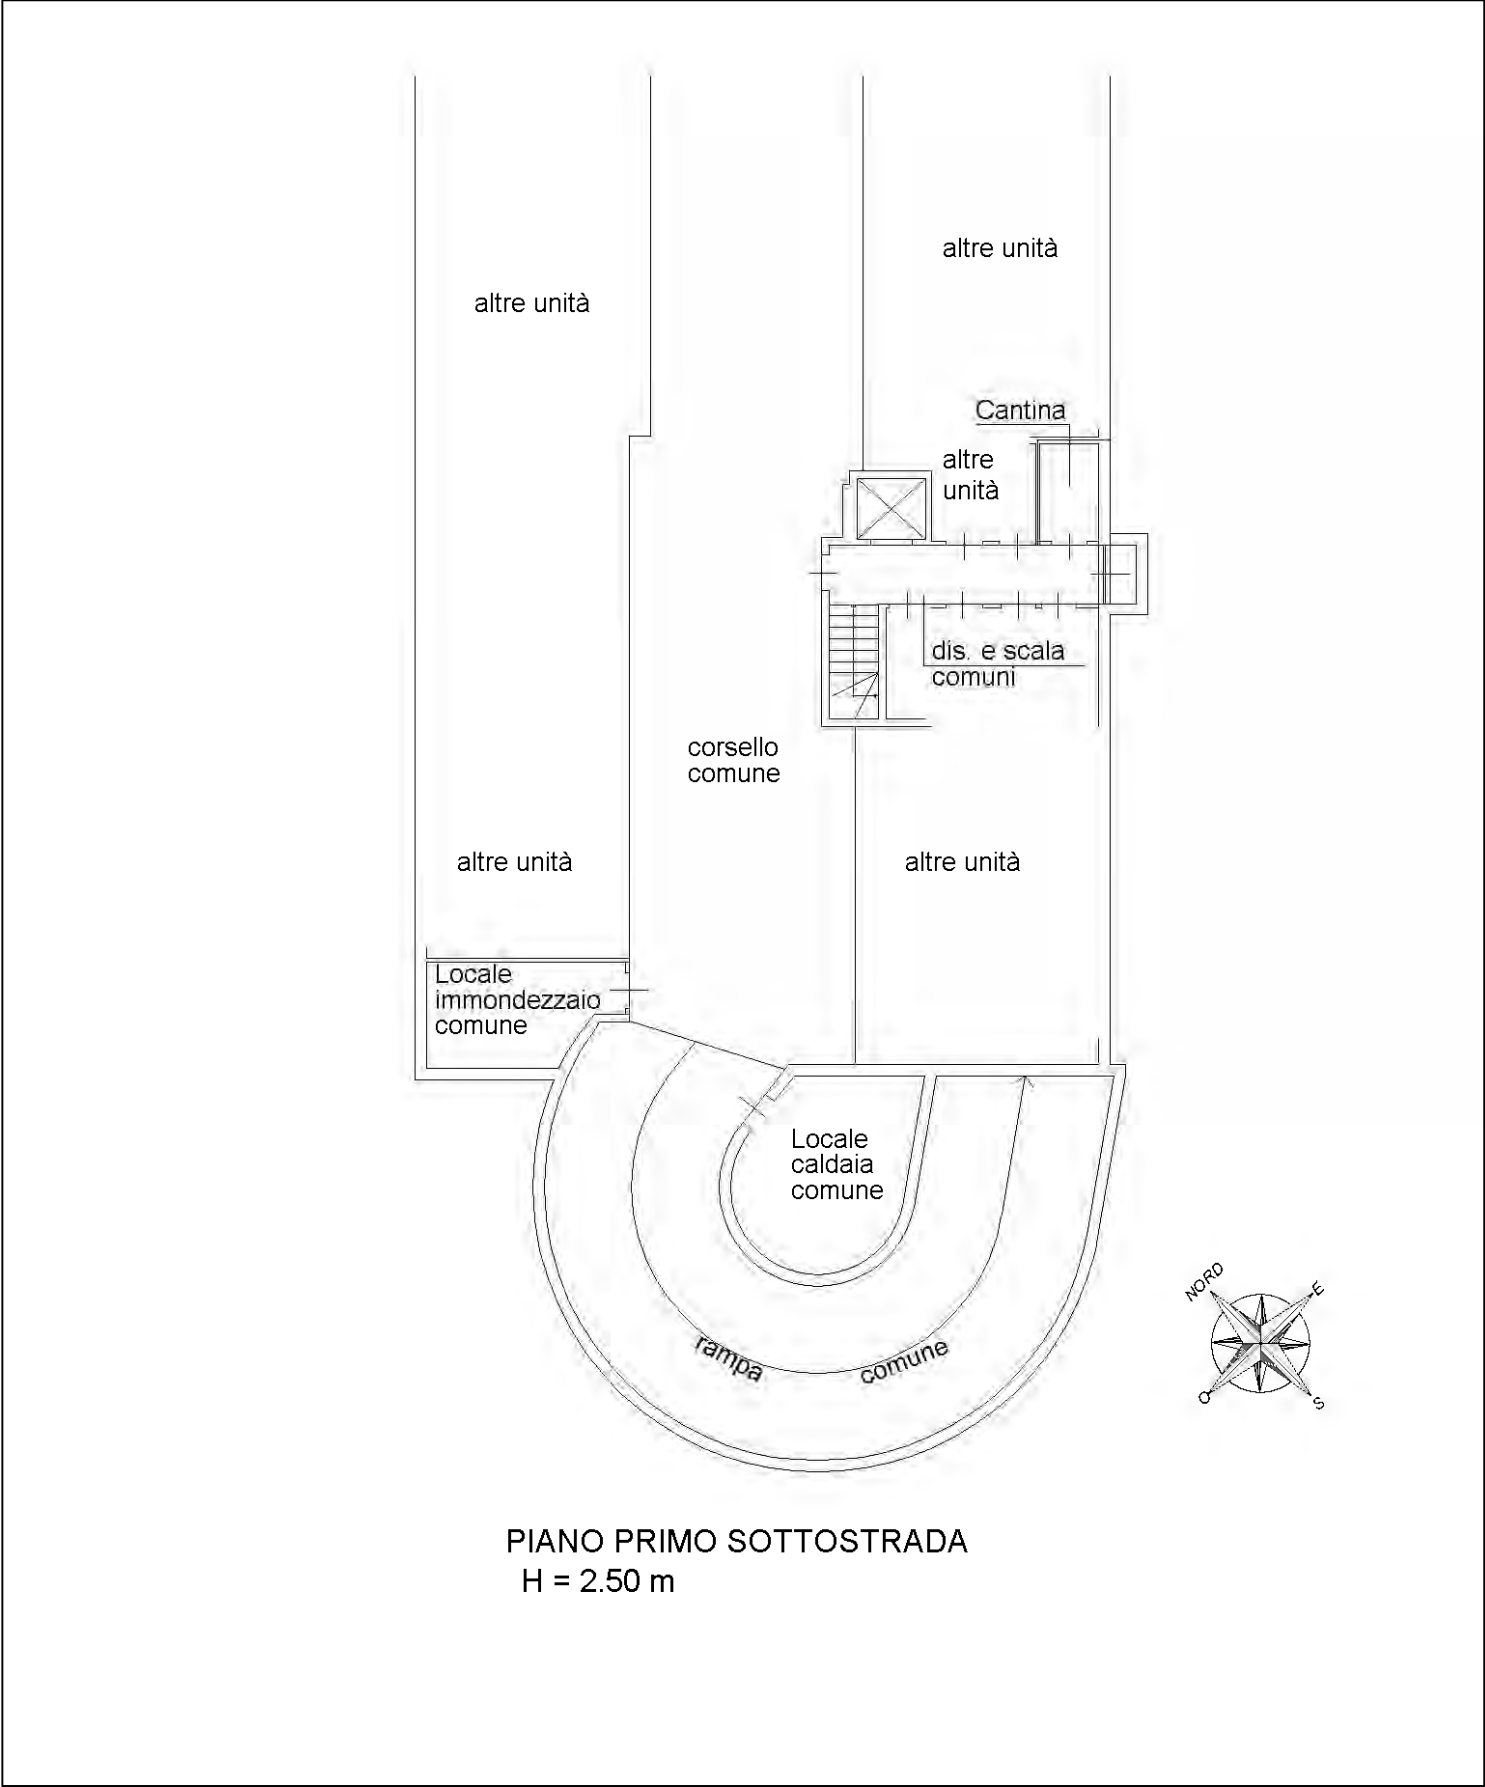 altre unità
altre unità
Cantina
altre
unità
dis. e scala
comuni
corsello
comune
altre unità
altre unità
Locale
immondezzaio
comune
Locale
caldaia
comune
rampa comune
NORD
E
O
S
PIANO PRIMO SOTTOSTRADA
H = 2.50 m